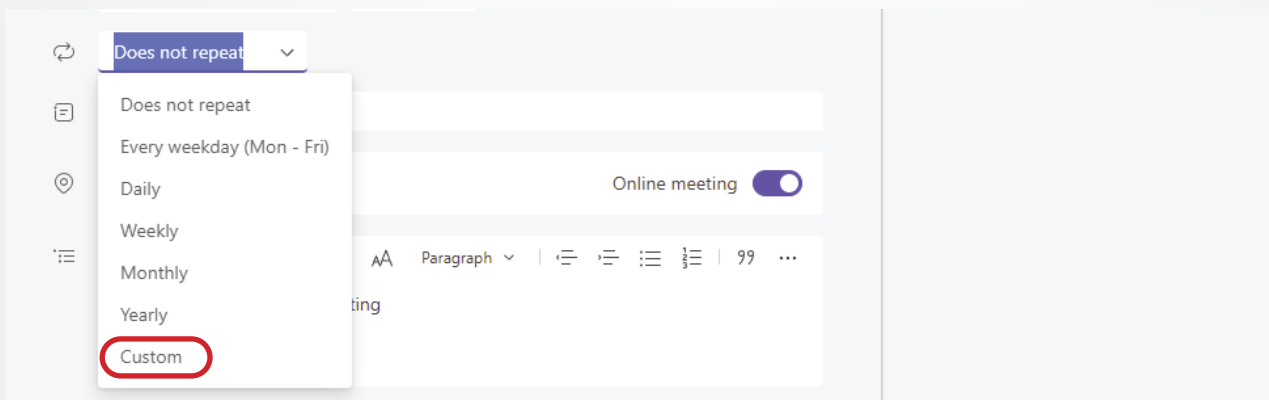 Does not repeat
Does not repeat
Every weekday (Mon - Fri)
Daily
Online meeting
Weekly
Paragraph
99
Monthly
ting
Yearly
Custom